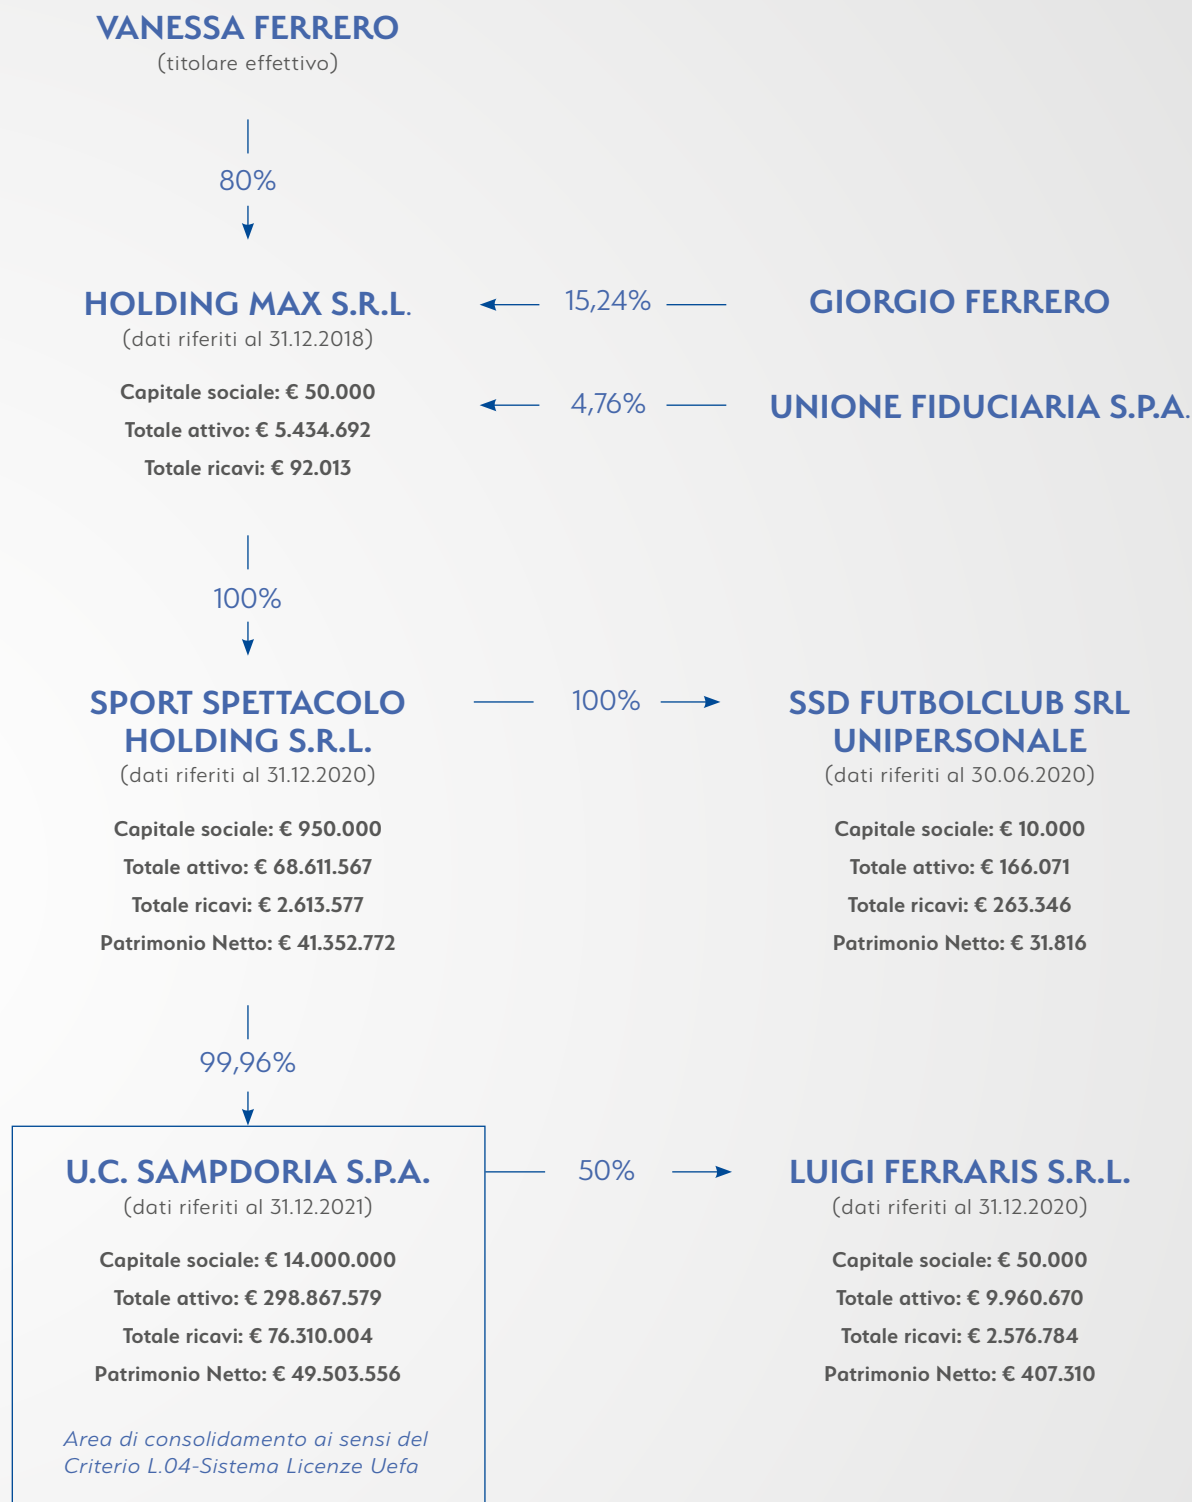 VANESSA FERRERO
(titolare effettivo)
80%
HOLDING MAX S.R.L.
(dati riferiti al 31.12.2018)
Capitale sociale: € 50.000
Totale attivo: € 5.434.692
Totale ricavi: € 92.013
15,24%
GIORGIO FERRERO
4,76%
UNIONE FIDUCIARIA S.P.A.
100%
SPORT SPETTACOLO
HOLDING S.R.L.
(dati riferiti al 31.12.2020)
Capitale sociale: € 950.000
Totale attivo: € 68.611.567
Totale ricavi: € 2.613.577
Patrimonio Netto: € 41.352.772
100%
SSD FUTBOLCLUB SRL
UNIPERSONALE
(dati riferiti al 30.06.2020)
Capitale sociale: € 10.000
Totale attivo: € 166.071
Totale ricavi: € 263.346
Patrimonio Netto: € 31.816
99,96%
U.C. SAMPDORIA S.P.A.
(dati riferiti al 31.12.2021)
Capitale sociale: € 14.000.000
Totale attivo: € 298.867.579
Totale ricavi: € 76.310.004
Patrimonio Netto: € 49.503.556
Area di consolidamento ai sensi del
Criterio L.04-Sistema Licenze Uefa
50%
LUIGI FERRARIS S.R.L.
(dati riferiti al 31.12.2020)
Capitale sociale: € 50.000
Totale attivo: € 9.960.670
Totale ricavi: € 2.576.784
Patrimonio Netto: € 407.310